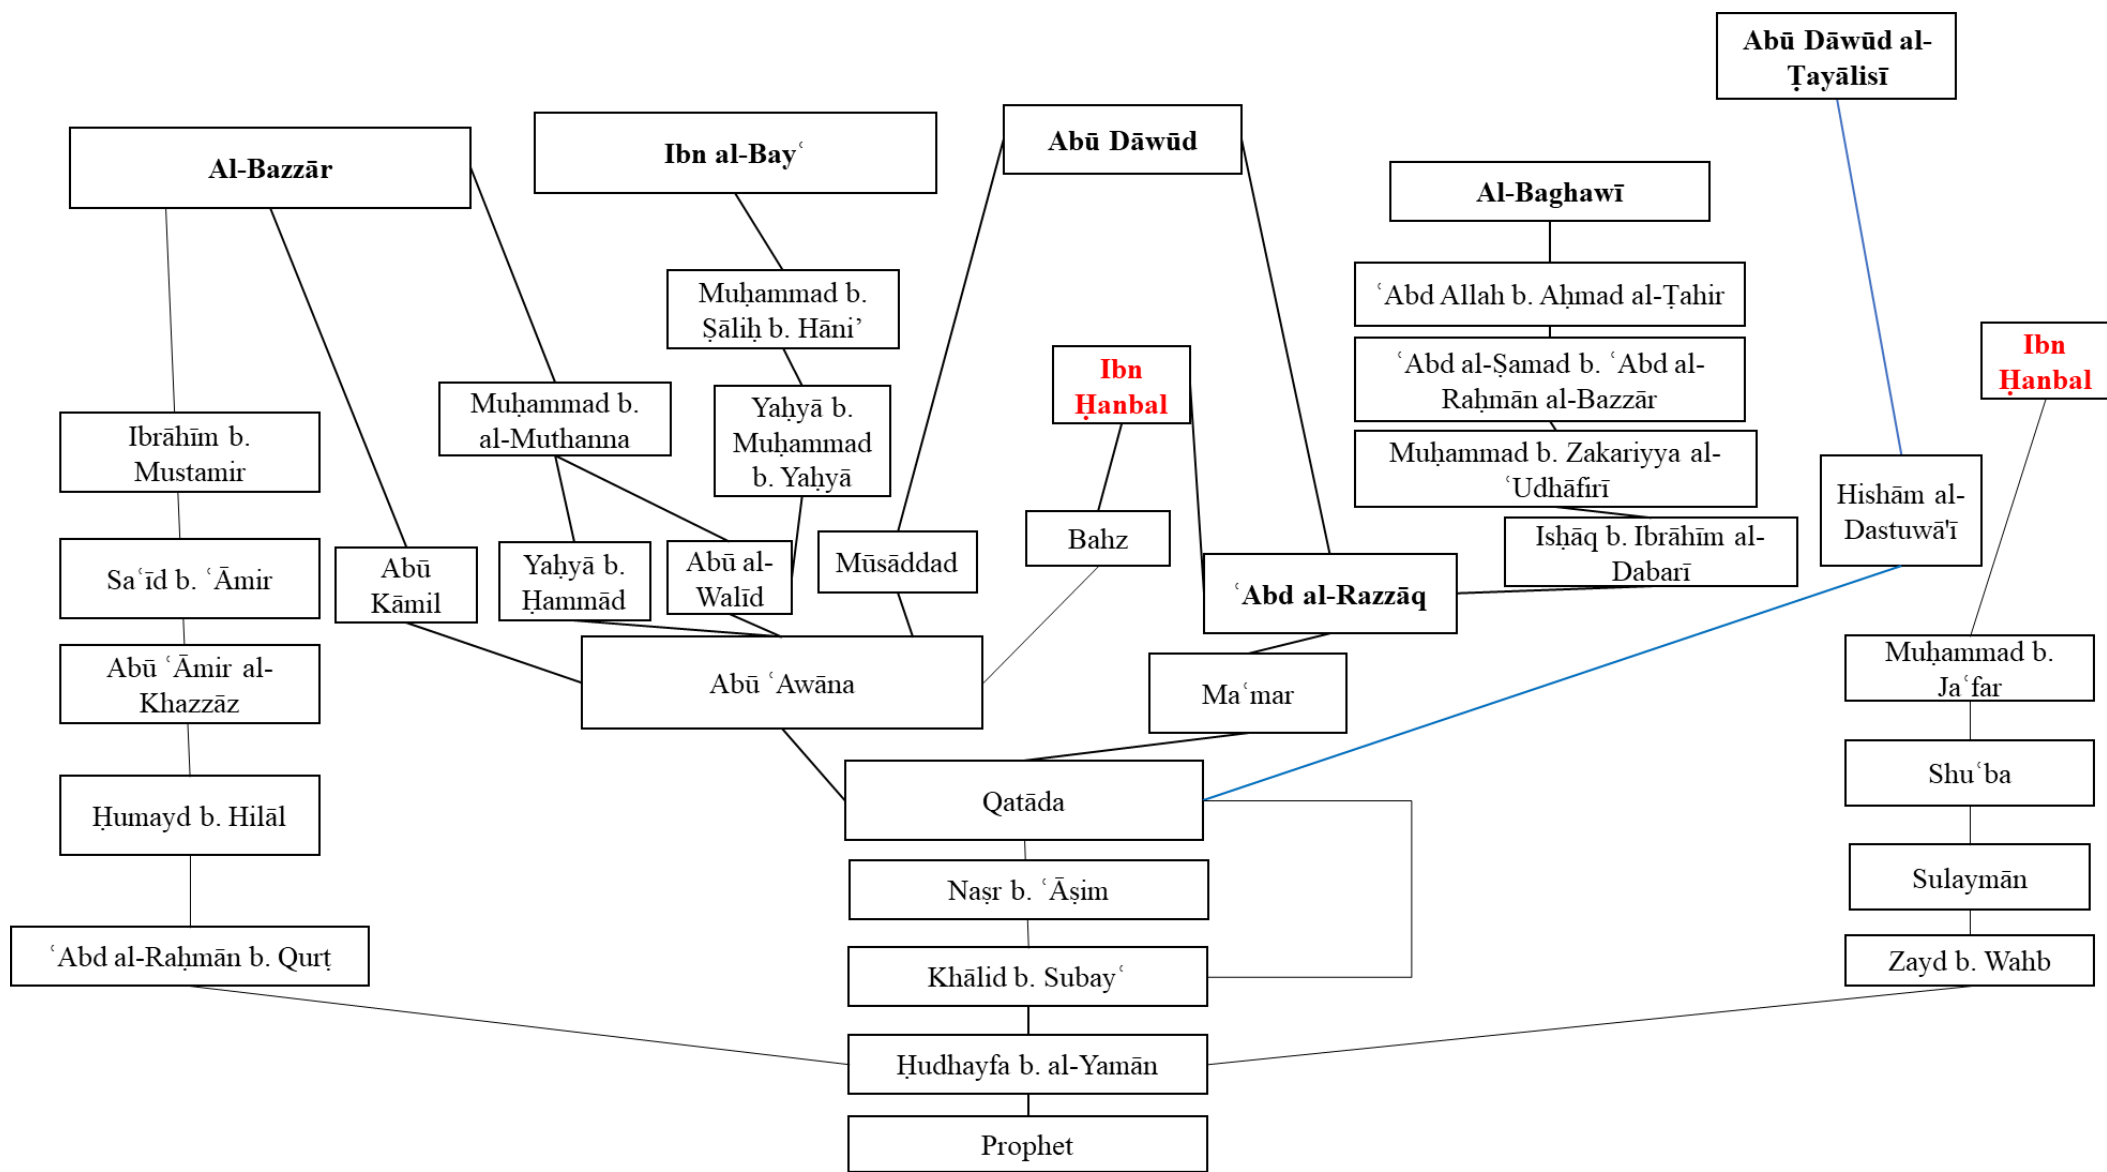 Abū Dāwūd al-
Ṭayālisī
Al-Bazzār
Ibn al-Bayʿ
Abū Dāwūd
Al-Baghawī
Muḥammad b.
Ṣāliḥ b. Hāni’
ʿAbd Allah b. Aḥmad al-Ṭahir
Ibn
Ḥanbal
Ibn
Ḥanbal
ʿAbd al-Ṣamad b. ʿAbd al-
Raḥmān al-Bazzār
Muḥammad b.
al-Muthanna
Yaḥyā b.
Muḥammad
b. Yaḥyā
Ibrāhīm b.
Mustamir
Muḥammad b. Zakariyya al-
ʿUdhāfirī
Hishām al-
Dastuwā'ī
Saʿīd b. ʿĀmir
Abū
Kāmil
Yaḥyā b.
Ḥammād
Abū al-
Walīd
Mūsāddad
Bahz
ʿAbd al-Razzāq
Isḥāq b. Ibrāhīm al-
Dabarī
Abū ʿĀmir al-
Khazzāz
Abū ʿAwāna
Maʿmar
Muḥammad b.
Jaʿfar
Ḥumayd b. Hilāl
Qatāda
Shuʿba
Naṣr b. ʿĀṣim
Sulaymān
ʿAbd al-Raḥmān b. Qurṭ
Khālid b. Subayʿ
Zayd b. Wahb
Ḥudhayfa b. al-Yamān
Prophet